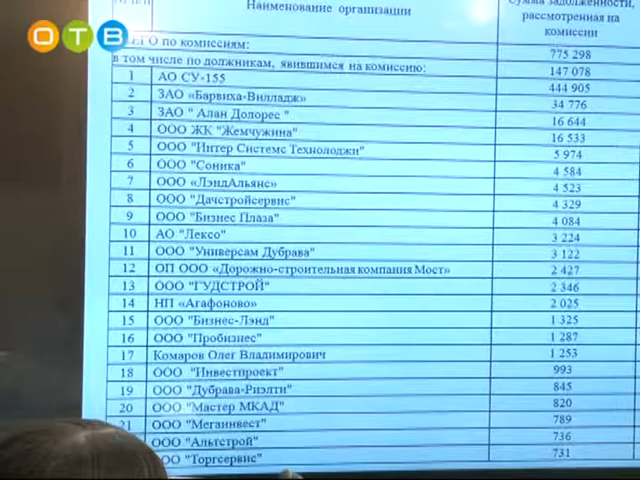 ОТВ
№ п/п Наименование организации Сумма задолженности, рассмотренная на комиссии
ЕГО по комиссиям: 775 298
в том числе по должникам, явившимся на комиссию: 147 078
1 АО СУ-155 444 905
2 ЗАО «Барвиха-Вилладж» 34 776
3 ЗАО " Алан Долорес " 16 644
4 ООО ЖК "Жемчужина" 16 533
5 ООО "Интер Системс Технолоджи" 5 974
6 ООО "Соника" 4 584
7 ООО «ЛэндАльянс» 4 523
8 ООО "Дачстройсервис" 4 329
9 ООО "Бизнес Плаза" 4 084
10 АО "Лексо" 3 224
11 ООО "Универсам Дубрава" 3 122
12 ОП ООО «Дорожно-строительная компания Мост» 2 427
13 ООО "ГУДСТРОЙ" 2 346
14 НП «Агафоново» 2 025
15 ООО "Бизнес-Лэнд" 1 325
16 ООО "Пробизнес" 1 287
17 Комаров Олег Владимирович 1 253
18 ООО "Инвестпроект" 993
19 ООО "Дубрава-Риэлти" 845
20 ООО "Мастер МКАД" 820
21 ООО "Мегаинвест" 789
ООО "Альтстрой" 736
ООО "Торгсервис" 731